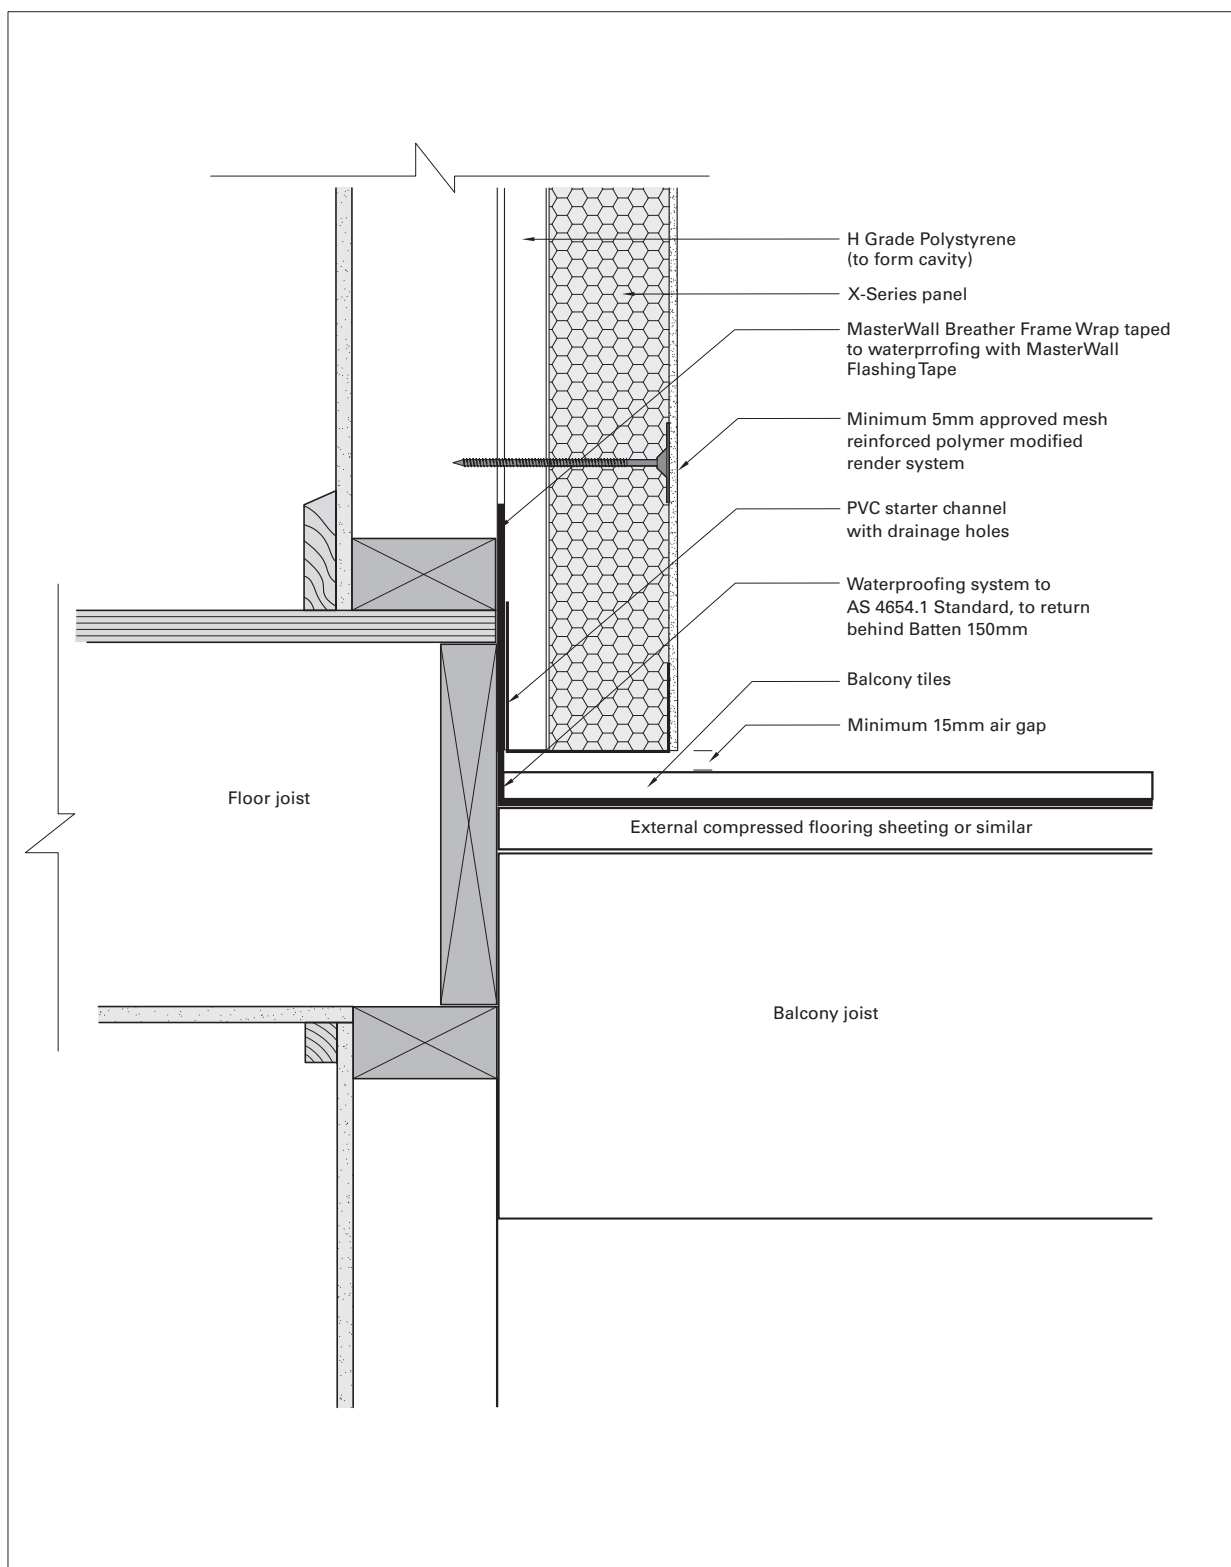 H Grade Polystyrene
(to form cavity)
X-Series panel
MasterWall Breather Frame Wrap taped
to waterprrofing with MasterWall
Flashing Tape
Minimum 5mm approved mesh
reinforced polymer modified
render system
PVC starter channel
with drainage holes
Waterproofing system to
AS 4654.1 Standard, to return
behind Batten 150mm
Balcony tiles
Minimum 15mm air gap
Floor joist
External compressed flooring sheeting or similar
Balcony joist